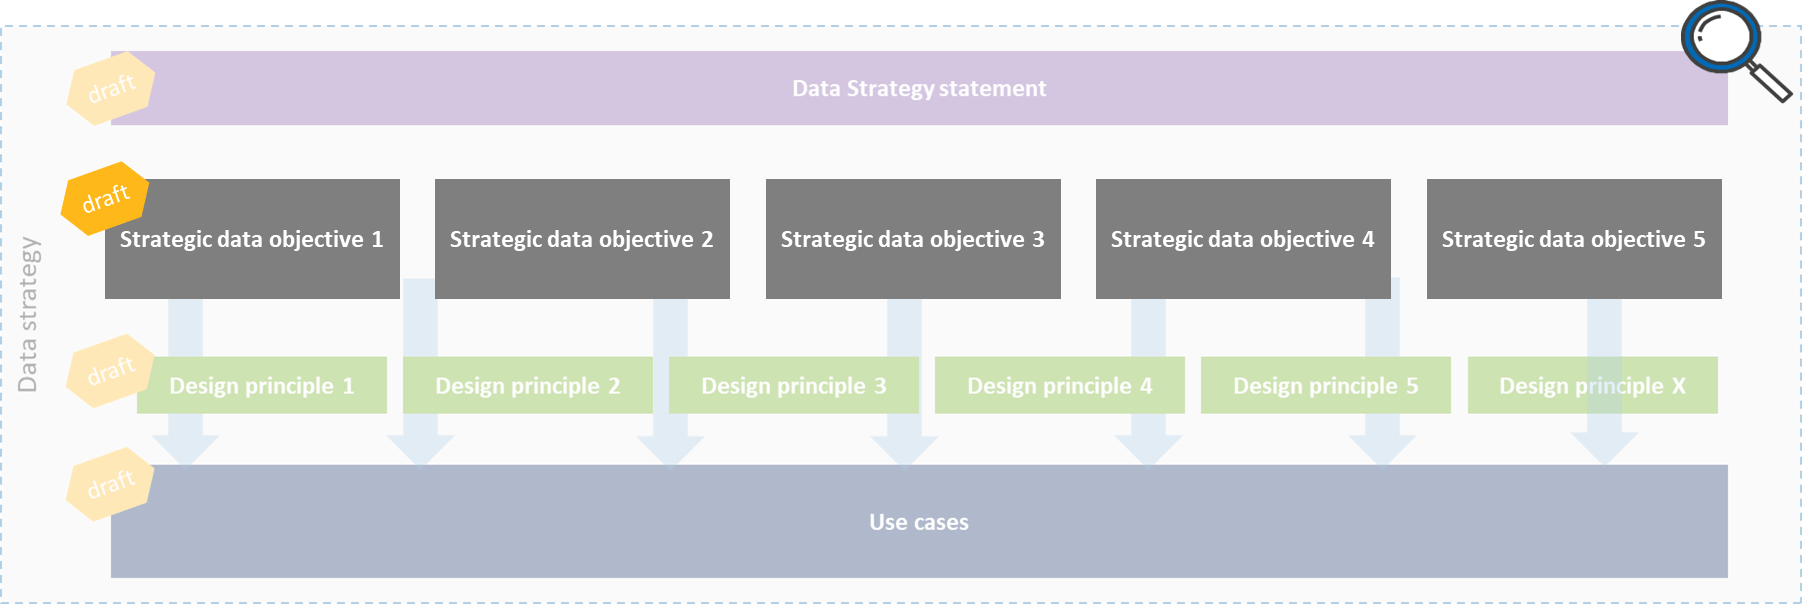 draft
Data Strategy statement
draft
Strategic data objective 1
Strategic data objective 2
Strategic data objective 3
Strategic data objective 4
Strategic data objective 5
Data strategy
draft
Design principle 1
Design principle 2
Design principle 3
Design principle 4
Design principle 5
Design principle X
draft
Use cases